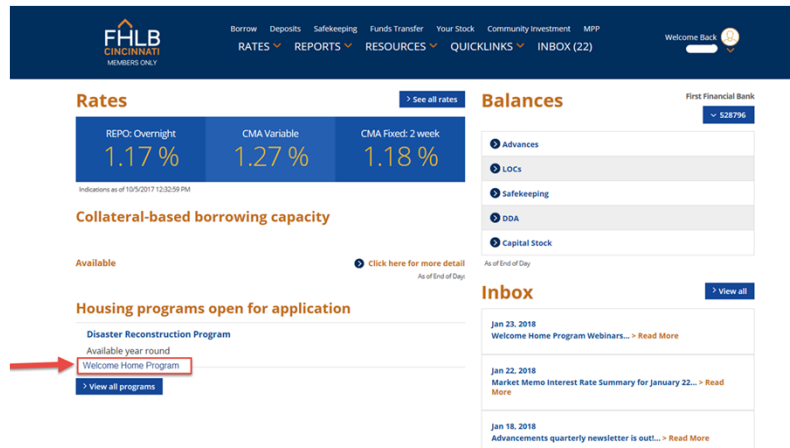 FHLB
CINCINNATI
MEMBERS ONLY
Borrow Deposits Safekeeping Funds Transfer Your Stock Community Investment MPP
RATES REPORTS RESOURCES QUICKLINKS INBOX (22)
Welcome Back
Rates
> See all rates
REPO: Overnight
1.17 %
CMA Variable
1.27 %
CMA Fixed: 2 week
1.18 %
Indications as of 10/5/2017 12:32:59 PM
Collateral-based borrowing capacity
Available
Click here for more detail
As of End of Day:
Housing programs open for application
Disaster Reconstruction Program
Available year round
Welcome Home Program
> View all programs
Balances
First Financial Bank
528796
Advances
LOCs
Safekeeping
DDA
Capital Stock
As of End of Day
Inbox
> View all
Jan 23, 2018
Welcome Home Program Webinars... > Read More
Jan 22, 2018
Market Memo Interest Rate Summary for January 22... > Read
More
Jan 18, 2018
Advancements quarterly newsletter is out!... > Read More